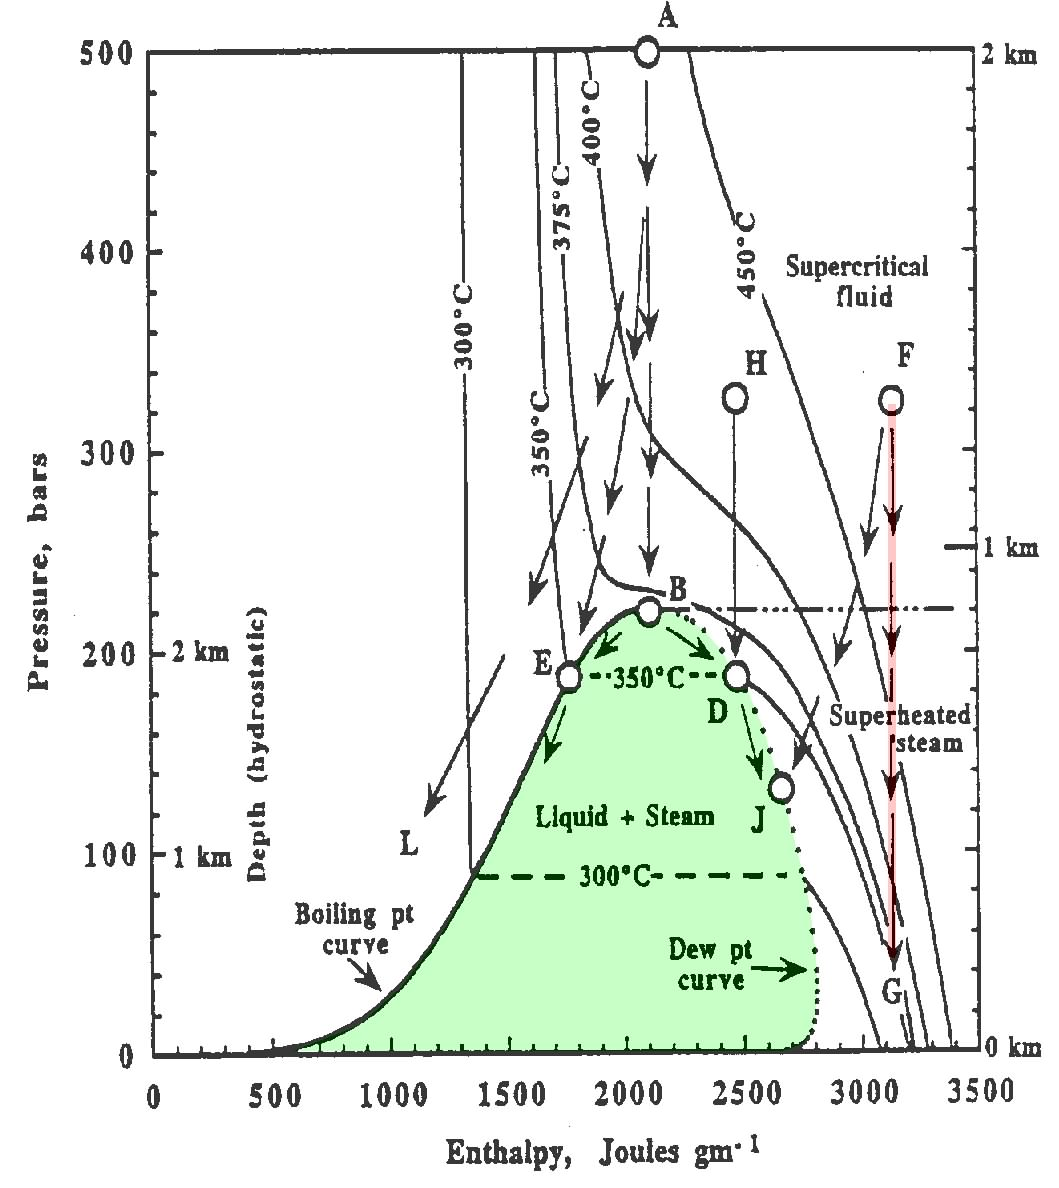 A
500
2 km
400°C
375°C
450°C
400
Supercritical
fluid
300°C
H
F
350°C
300
1 km
B
Pressure, bars
Depth (hydrostatic)
200
2 km
E
350°C
D
Superheated
steam
Liquid + Steam
J
L
100
1 km
300°C
Boiling pt
curve
Dew pt
curve
G
0
0 km
0
500
1000
1500
2000
2500
3000
3500
Enthalpy, Joules gm-1